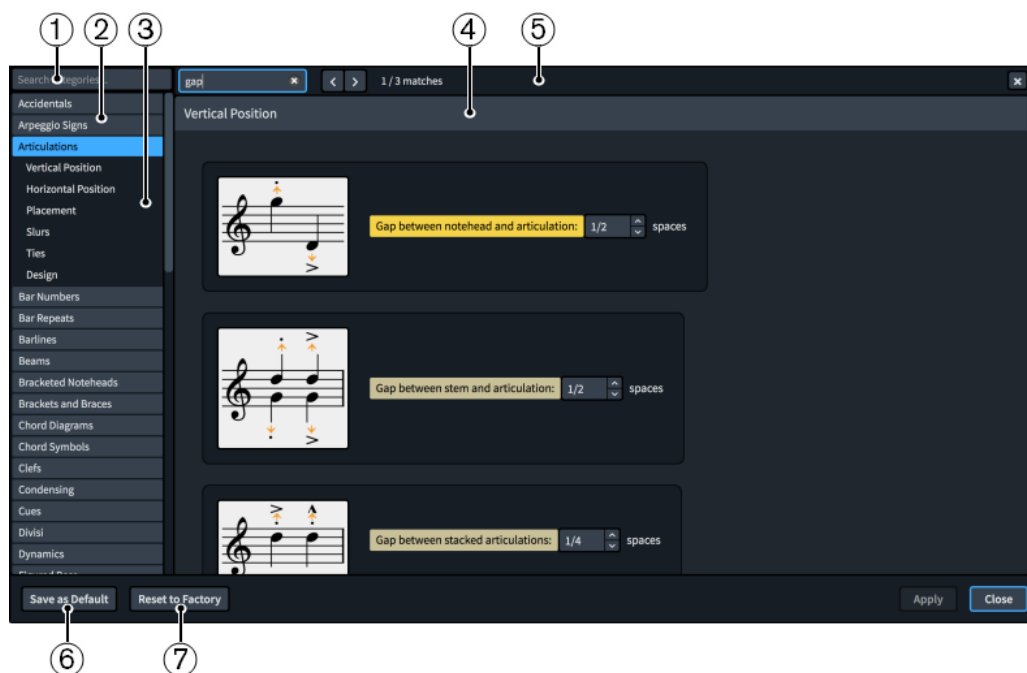 ① ② ③ ④ ⑤
Search categories...
gap
1 / 3 matches
Accidentals
Arpeggio Signs
Articulations
Vertical Position
Horizontal Position
Placement
Slurs
Ties
Design
Bar Numbers
Bar Repeats
Barlines
Beams
Bracketed Noteheads
Brackets and Braces
Chord Diagrams
Chord Symbols
Clefs
Condensing
Cues
Divisi
Dynamics
Figured Bass
Vertical Position
Gap between notehead and articulation: 1/2 spaces
Gap between stem and articulation: 1/2 spaces
Gap between stacked articulations: 1/4 spaces
Save as Default Reset to Factory Apply Close
⑥ ⑦